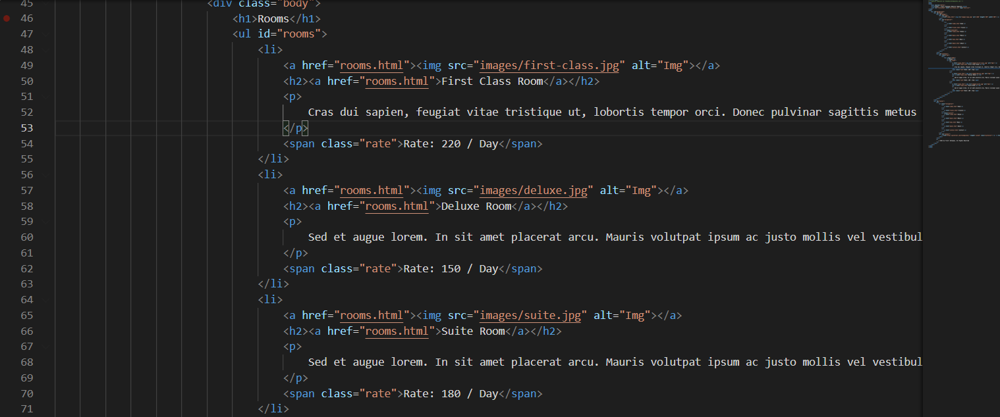 45 <div class="body">
46 <h1>Rooms</h1>
47 <ul id="rooms">
48 <li>
49 <a href="rooms.html"><img src="images/first-class.jpg" alt="Img"></a>
50 <h2><a href="rooms.html">First Class Room</a></h2>
51 <p>
52 Cras dui sapien, feugiat vitae tristique ut, lobortis tempor orci. Donec pulvinar sagittis metus
53 </p>
54 <span class="rate">Rate: 220 / Day</span>
55 </li>
56 <li>
57 <a href="rooms.html"><img src="images/deluxe.jpg" alt="Img"></a>
58 <h2><a href="rooms.html">Deluxe Room</a></h2>
59 <p>
60 Sed et augue lorem. In sit amet placerat arcu. Mauris volutpat ipsum ac justo mollis vel vestibul
61 </p>
62 <span class="rate">Rate: 150 / Day</span>
63 </li>
64 <li>
65 <a href="rooms.html"><img src="images/suite.jpg" alt="Img"></a>
66 <h2><a href="rooms.html">Suite Room</a></h2>
67 <p>
68 Sed et augue lorem. In sit amet placerat arcu. Mauris volutpat ipsum ac justo mollis vel vestibul
69 </p>
70 <span class="rate">Rate: 180 / Day</span>
71 </li>